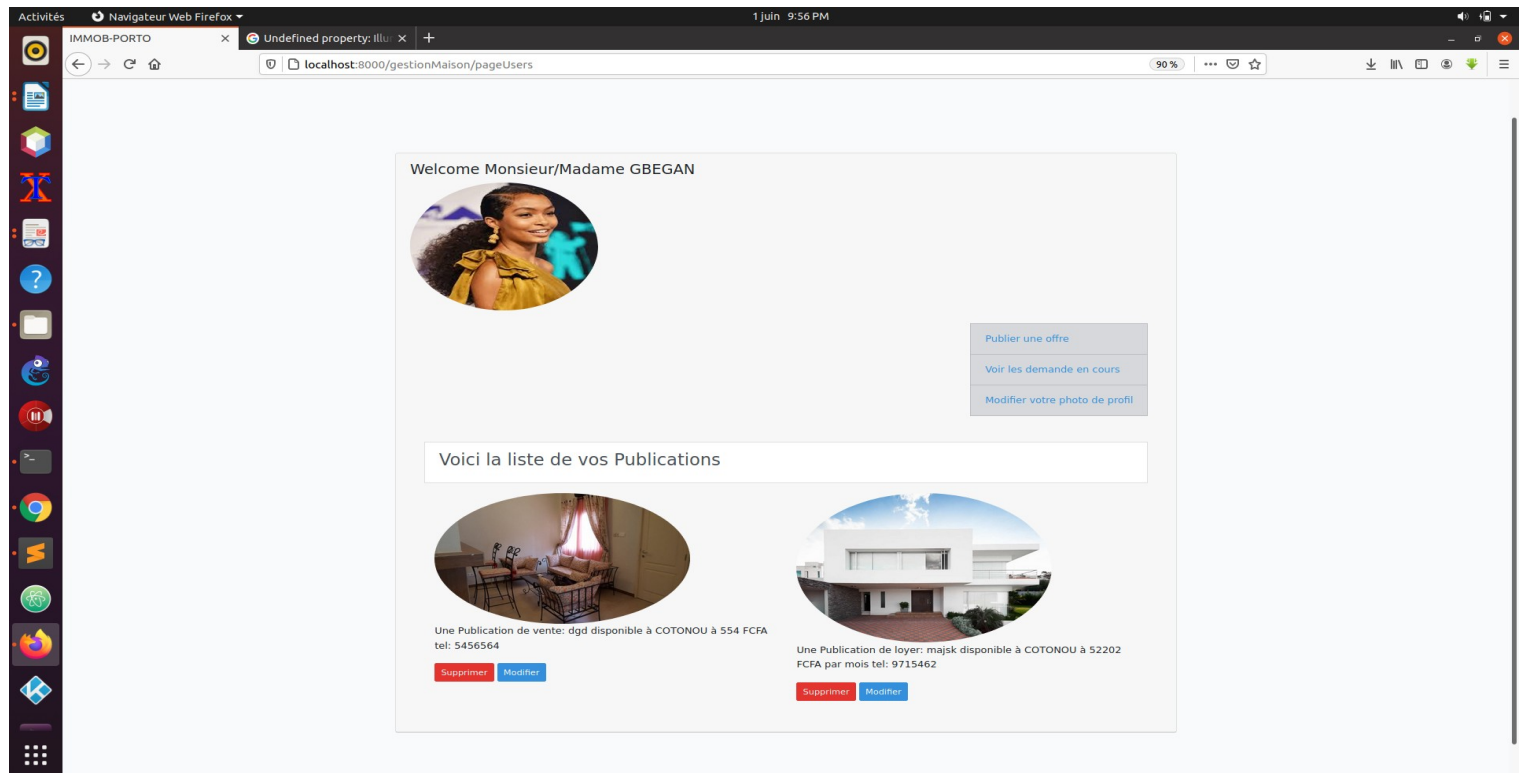 Activités
Navigateur Web Firefox
1 juin 9:56 PM
IMMOB-PORTO
Undefined property: Illur
localhost:8000/gestionMaison/pageUsers
90 %
Welcome Monsieur/Madame GBEGAN
Publier une offre
Voir les demande en cours
Modifier votre photo de profil
Voici la liste de vos Publications
Une Publication de vente: dgd disponible à COTONOU à 554 FCFA
tel: 5456564
Supprimer Modifier
Une Publication de loyer: majsk disponible à COTONOU à 52202
FCFA par mois tel: 9715462
Supprimer Modifier